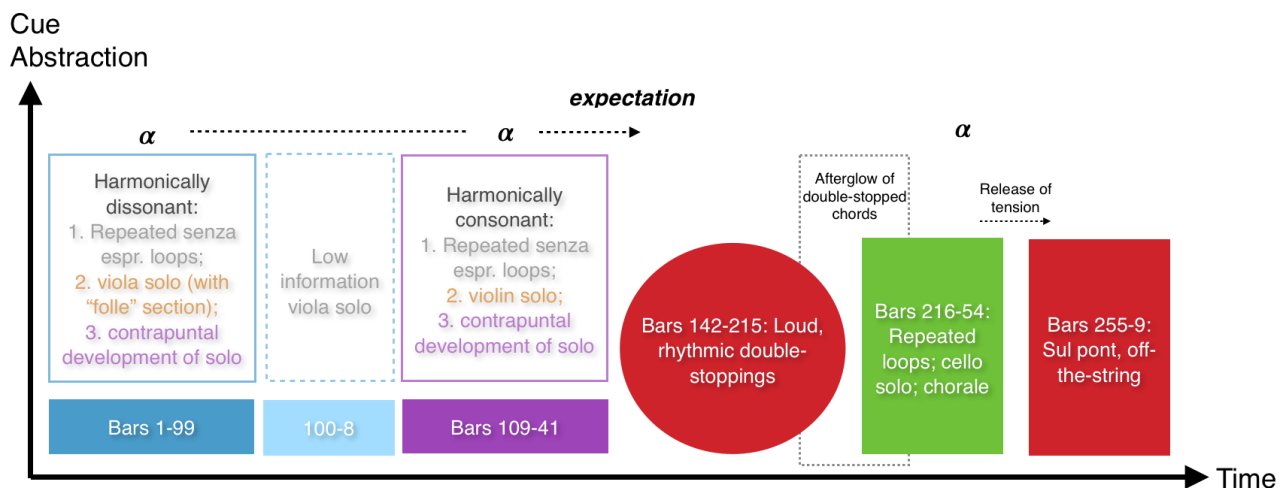 Cue
Abstraction
expectation
α
α
α
Harmonically
dissonant:
1. Repeated senza
espr. loops;
2. viola solo (with
“folle” section);
3. contrapuntal
development of solo
Low
information
viola solo
Harmonically
consonant:
1. Repeated senza
espr. loops;
2. violin solo;
3. contrapuntal
development of solo
Bars 142-215: Loud,
rhythmic double-
stoppings
Afterglow of
double-stopped
chords
Release of
tension
Bars 216-54:
Repeated
loops; cello
solo; chorale
Bars 255-9:
Sul pont, off-
the-string
Bars 1-99
100-8
Bars 109-41
Time